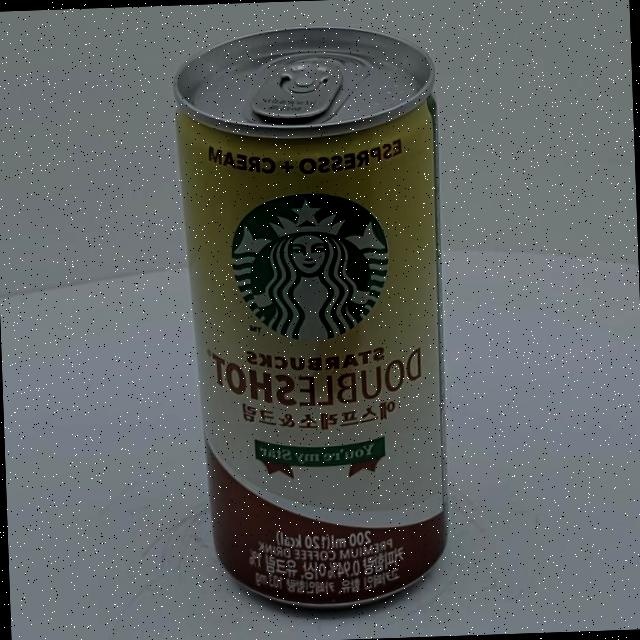 ESPRESSO + CREAM
STARBUCKS
DOUBLESHOT
에스프레소&크림
You're my Star
200 ml(120 kcal)
PREMIUM COFFEE DRINK